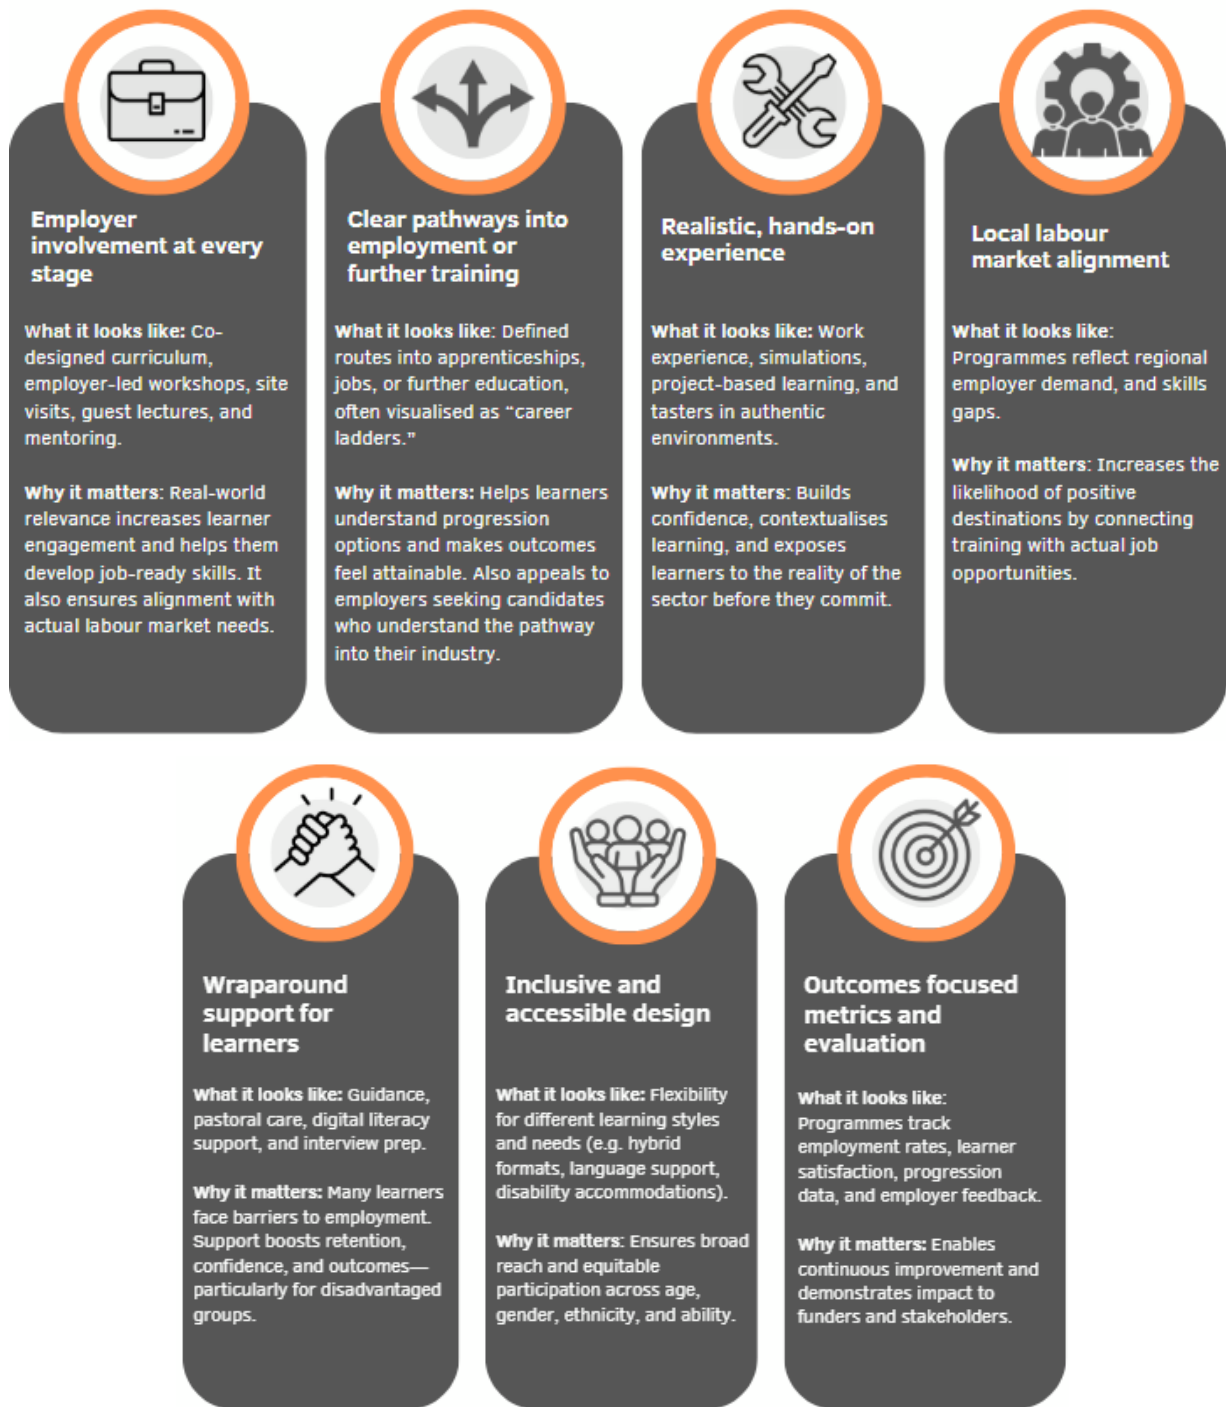 Employer
involvement at every
stage
What it looks like: Co-
designed curriculum,
employer-led workshops, site
visits, guest lectures, and
mentoring.
Why it matters: Real-world
relevance increases learner
engagement and helps them
develop job-ready skills. It
also ensures alignment with
actual labour market needs.
Clear pathways into
employment or
further training
What it looks like: Defined
routes into apprenticeships,
jobs, or further education,
often visualised as “career
ladders.”
Why it matters: Helps learners
understand progression
options and makes outcomes
feel attainable. Also appeals to
employers seeking candidates
who understand the pathway
into their industry.
Realistic, hands-on
experience
What it looks like: Work
experience, simulations,
project-based learning, and
tasters in authentic
environments.
Why it matters: Builds
confidence, contextualises
learning, and exposes
learners to the reality of the
sector before they commit.
Local labour
market alignment
What it looks like:
Programmes reflect regional
employer demand, and skills
gaps.
Why it matters: Increases the
likelihood of positive
destinations by connecting
training with actual job
opportunities.
Wraparound
support for
learners
What it looks like: Guidance,
pastoral care, digital literacy
support, and interview prep.
Why it matters: Many learners
face barriers to employment.
Support boosts retention,
confidence, and outcomes—
particularly for disadvantaged
groups.
Inclusive and
accessible design
What it looks like: Flexibility
for different learning styles
and needs (e.g. hybrid
formats, language support,
disability accommodations).
Why it matters: Ensures broad
reach and equitable
participation across age,
gender, ethnicity, and ability.
Outcomes focused
metrics and
evaluation
What it looks like:
Programmes track
employment rates, learner
satisfaction, progression
data, and employer feedback.
Why it matters: Enables
continuous improvement and
demonstrates impact to
funders and stakeholders.